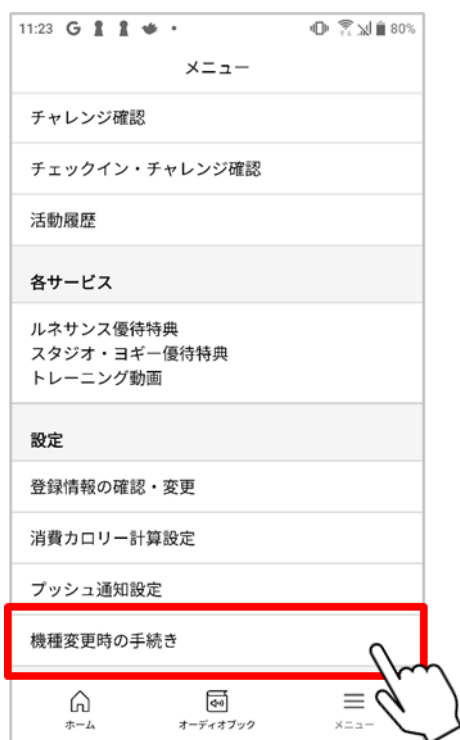 11:23 G 80%
メニュー
チャレンジ確認
チェックイン・チャレンジ確認
活動履歴
各サービス
ルネサンス優待特典
スタジオ・ヨギー優待特典
トレーニング動画
設定
登録情報の確認・変更
消費カロリー計算設定
プッシュ通知設定
機種変更時の手続き
ホーム オーディオブック メニュー